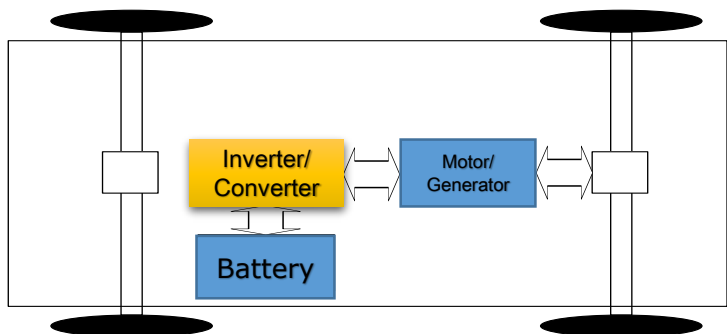 Inverter/
Converter
Motor/
Generator
Battery